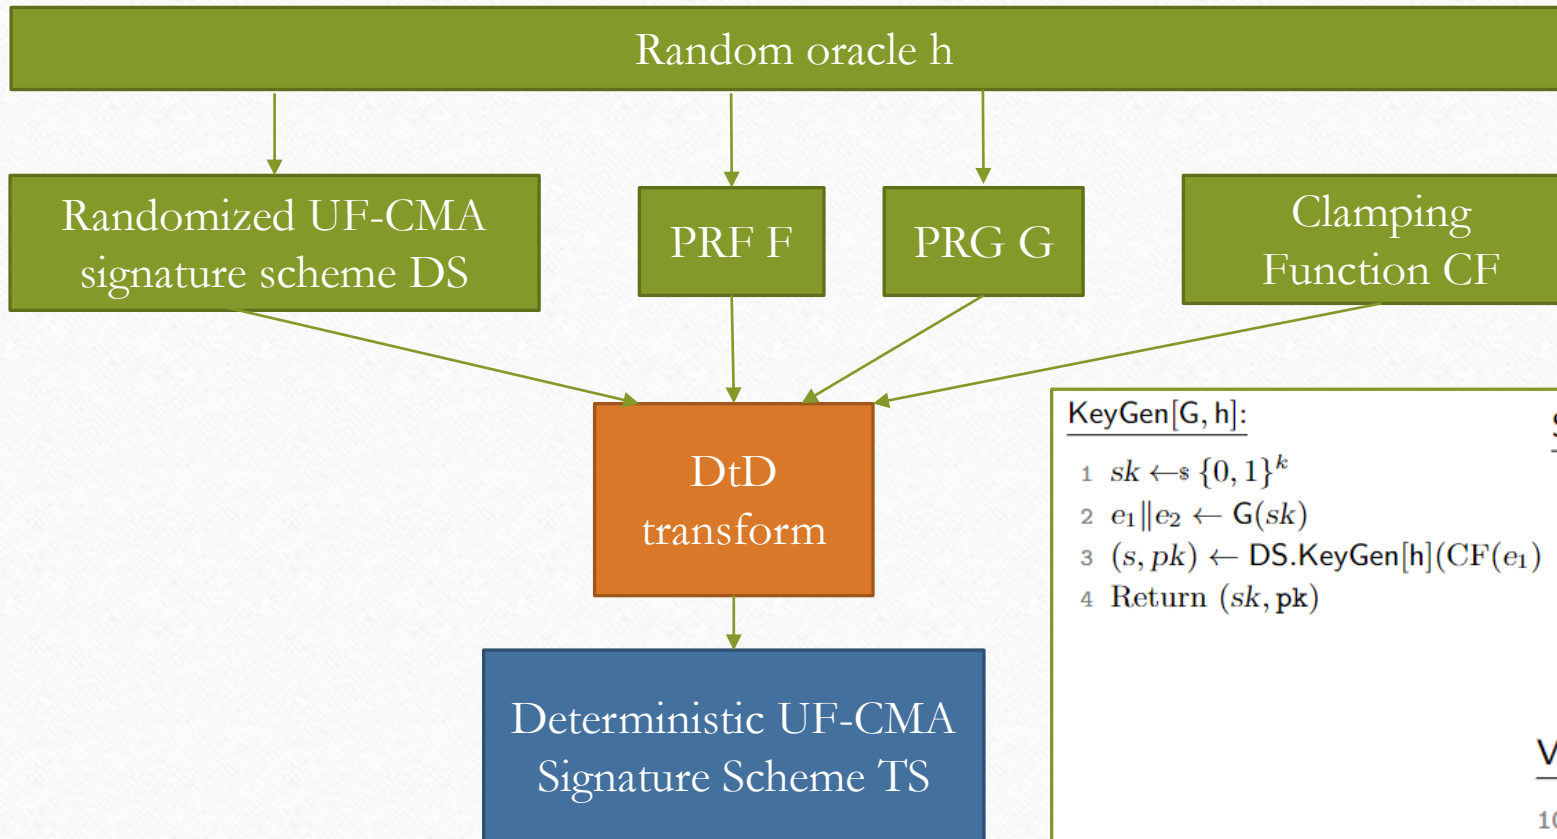 Random oracle h
Randomized UF-CMA
signature scheme DS
PRF F
PRG G
Clamping
Function CF
DtD
transform
Deterministic UF-CMA
Signature Scheme TS
KeyGen[G, h]:
1 sk ←$ {0, 1}^k
2 e₁∥e₂ ← G(sk)
3 (s, pk) ← DS.KeyGen[h](CF(e₁)
4 Return (sk, pk)
10